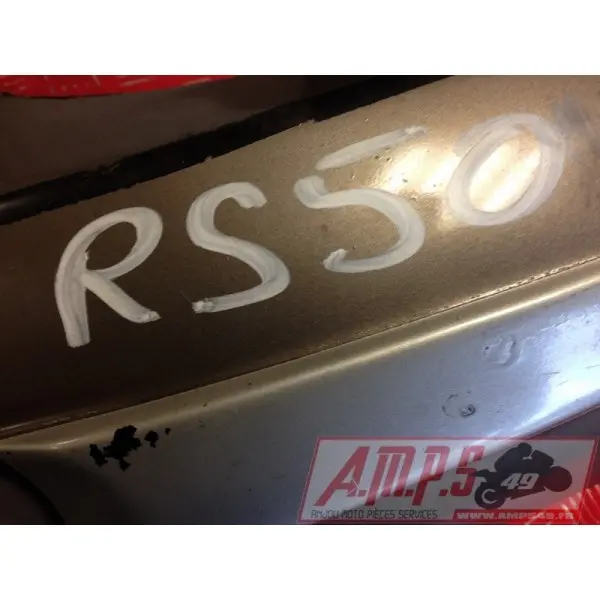 RS50
A.M.P.S
49
ANJOU MOTO PIÈCES SERVICES
WWW.AMPS49.FR